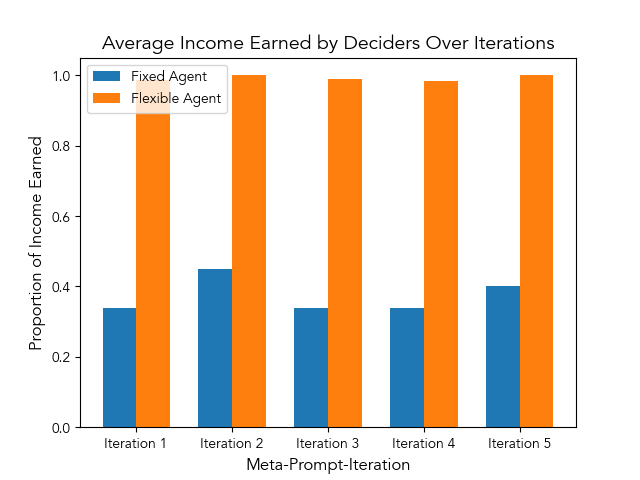 Average Income Earned by Deciders Over Iterations
Fixed Agent
Flexible Agent
Proportion of Income Earned
1.0
0.8
0.6
0.4
0.2
0.0
Iteration 1
Iteration 2
Iteration 3
Iteration 4
Iteration 5
Meta-Prompt-Iteration